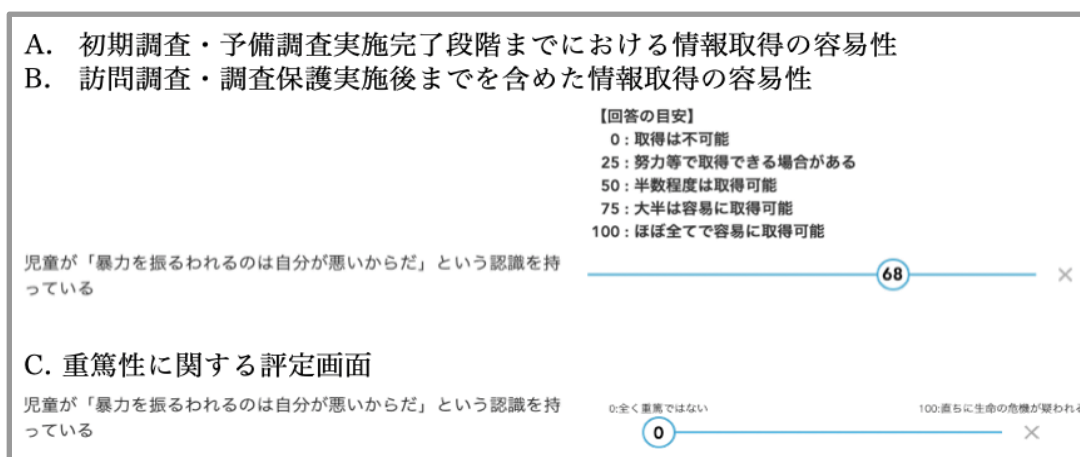 A. 初期調査・予備調査実施完了段階までにおける情報取得の容易性
B. 訪問調査・調査保護実施後までを含めた情報取得の容易性
【回答の目安】
0：取得は不可能
25：努力等で取得できる場合がある
50：半数程度は取得可能
75：大半は容易に取得可能
100：ほぼ全てで容易に取得可能
児童が「暴力を振るわれるのは自分が悪いからだ」という認識を持
っている
68
C. 重篤性に関する評定画面
児童が「暴力を振るわれるのは自分が悪いからだ」という認識を持
っている
0:全く重篤ではない
100:直ちに生命の危機が疑われる
0